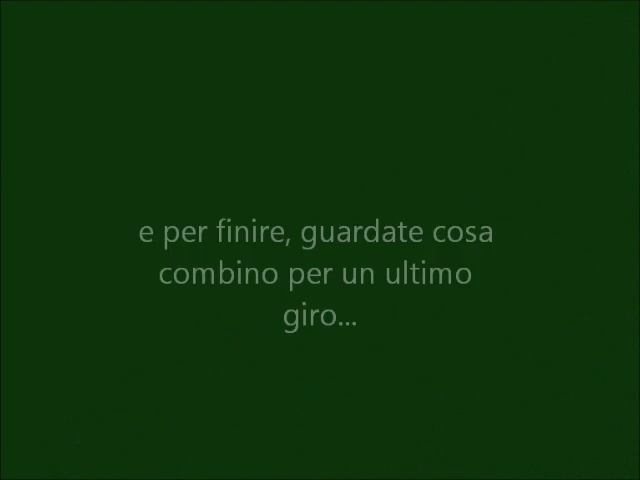 e per finire, guardate cosa
combino per un ultimo
giro...